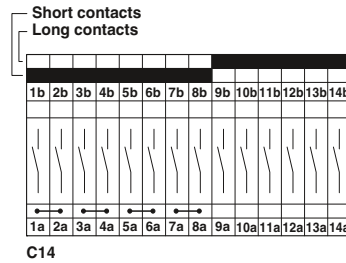 Short contacts
Long contacts
1b 2b 3b 4b 5b 6b 7b 8b 9b 10b 11b 12b 13b 14b
1a 2a 3a 4a 5a 6a 7a 8a 9a 10a 11a 12a 13a 14a
C14